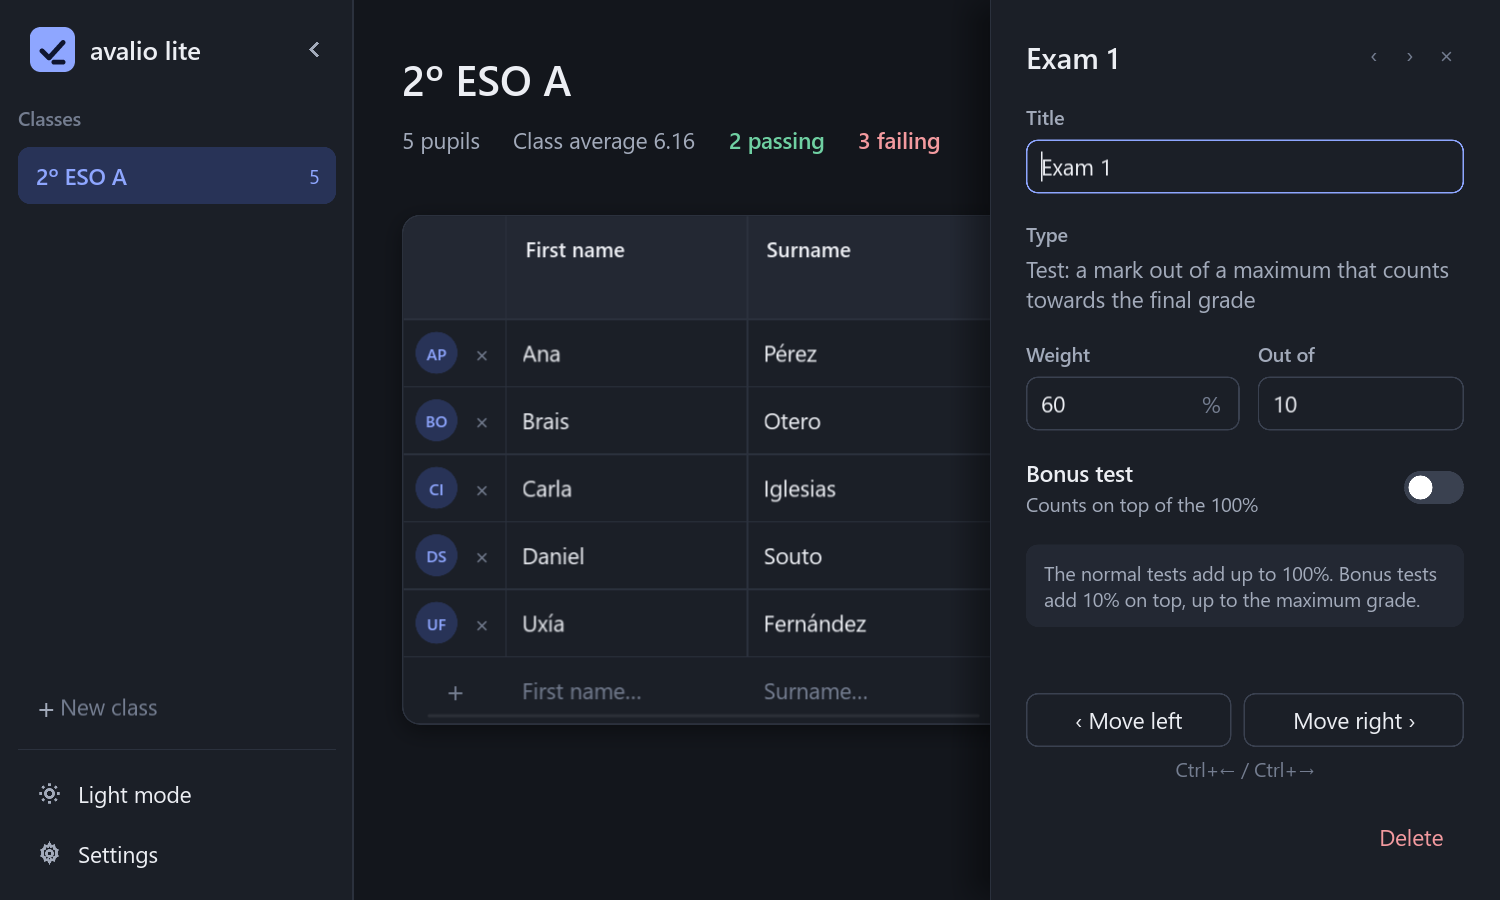 avalio lite
Classes
2º ESO A 5
+ New class
Light mode
Settings
2º ESO A
5 pupils Class average 6.16 2 passing 3 failing
First name Surname
AP × Ana Pérez
BO × Brais Otero
CI × Carla Iglesias
DS × Daniel Souto
UF × Uxía Fernández
+ First name... Surname...
Exam 1
Title
Exam 1
Type
Test: a mark out of a maximum that counts
towards the final grade
Weight Out of
60 % 10
Bonus test
Counts on top of the 100%
The normal tests add up to 100%. Bonus tests
add 10% on top, up to the maximum grade.
‹ Move left Move right ›
Ctrl+← / Ctrl+→
Delete